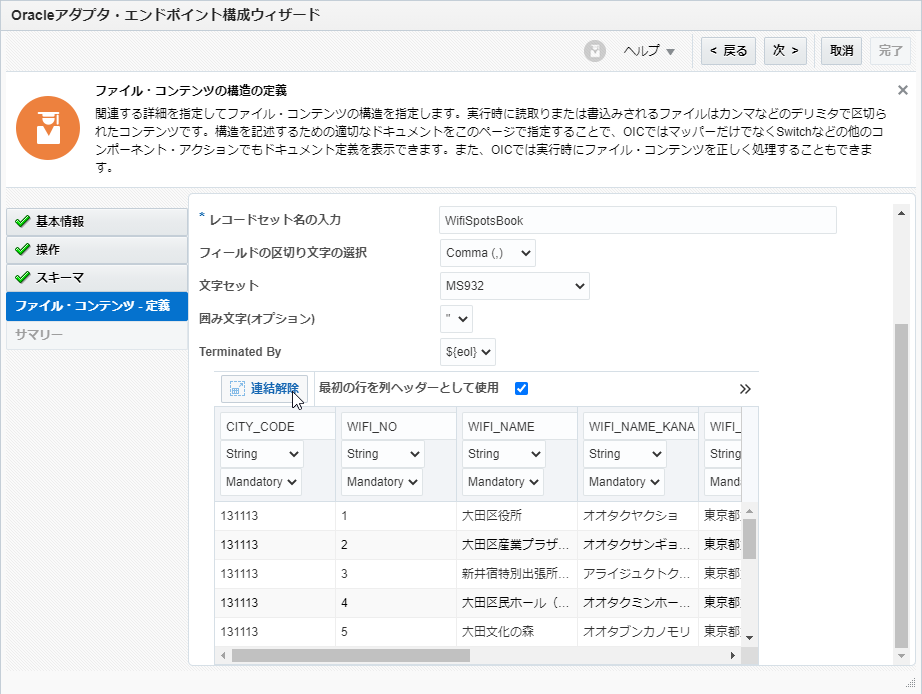 Oracleアダプタ・エンドポイント構成ウィザード
ヘルプ
< 戻る
次 >
取消
完了
ファイル・コンテンツの構造の定義
関連する詳細を指定してファイル・コンテンツの構造を指定します。実行時に読取りまたは書込みされるファイルはカンマなどのデリミタで区切ら
れたコンテンツです。構造を記述するための適切なドキュメントをこのページで指定することで、OICではマッパーだけでなくSwitchなどの他のコ
ンポーネント・アクションでもドキュメント定義を表示できます。また、OICでは実行時にファイル・コンテンツを正しく処理することもできま
す。
基本情報
操作
スキーマ
ファイル・コンテンツ - 定義
サマリー
* レコードセット名の入力 WifiSpotsBook
フィールドの区切り文字の選択 Comma (,)
文字セット MS932
囲み文字(オプション) "
Terminated By ${eol}
連結解除 最初の行を列ヘッダーとして使用 »
CITY_CODE WIFI_NO WIFI_NAME WIFI_NAME_KANA WIFI_
String String String String String
Mandatory Mandatory Mandatory Mandatory Manda
131113 1 大田区役所 オオタクヤクショ 東京都
131113 2 大田区産業プラザ... オオタクサンギョ... 東京都
131113 3 新井宿特別出張所... アライジュクトク... 東京都
131113 4 大田区民ホール（... オオタクミンホー... 東京都
131113 5 大田文化の森 オオタブンカノモリ 東京都